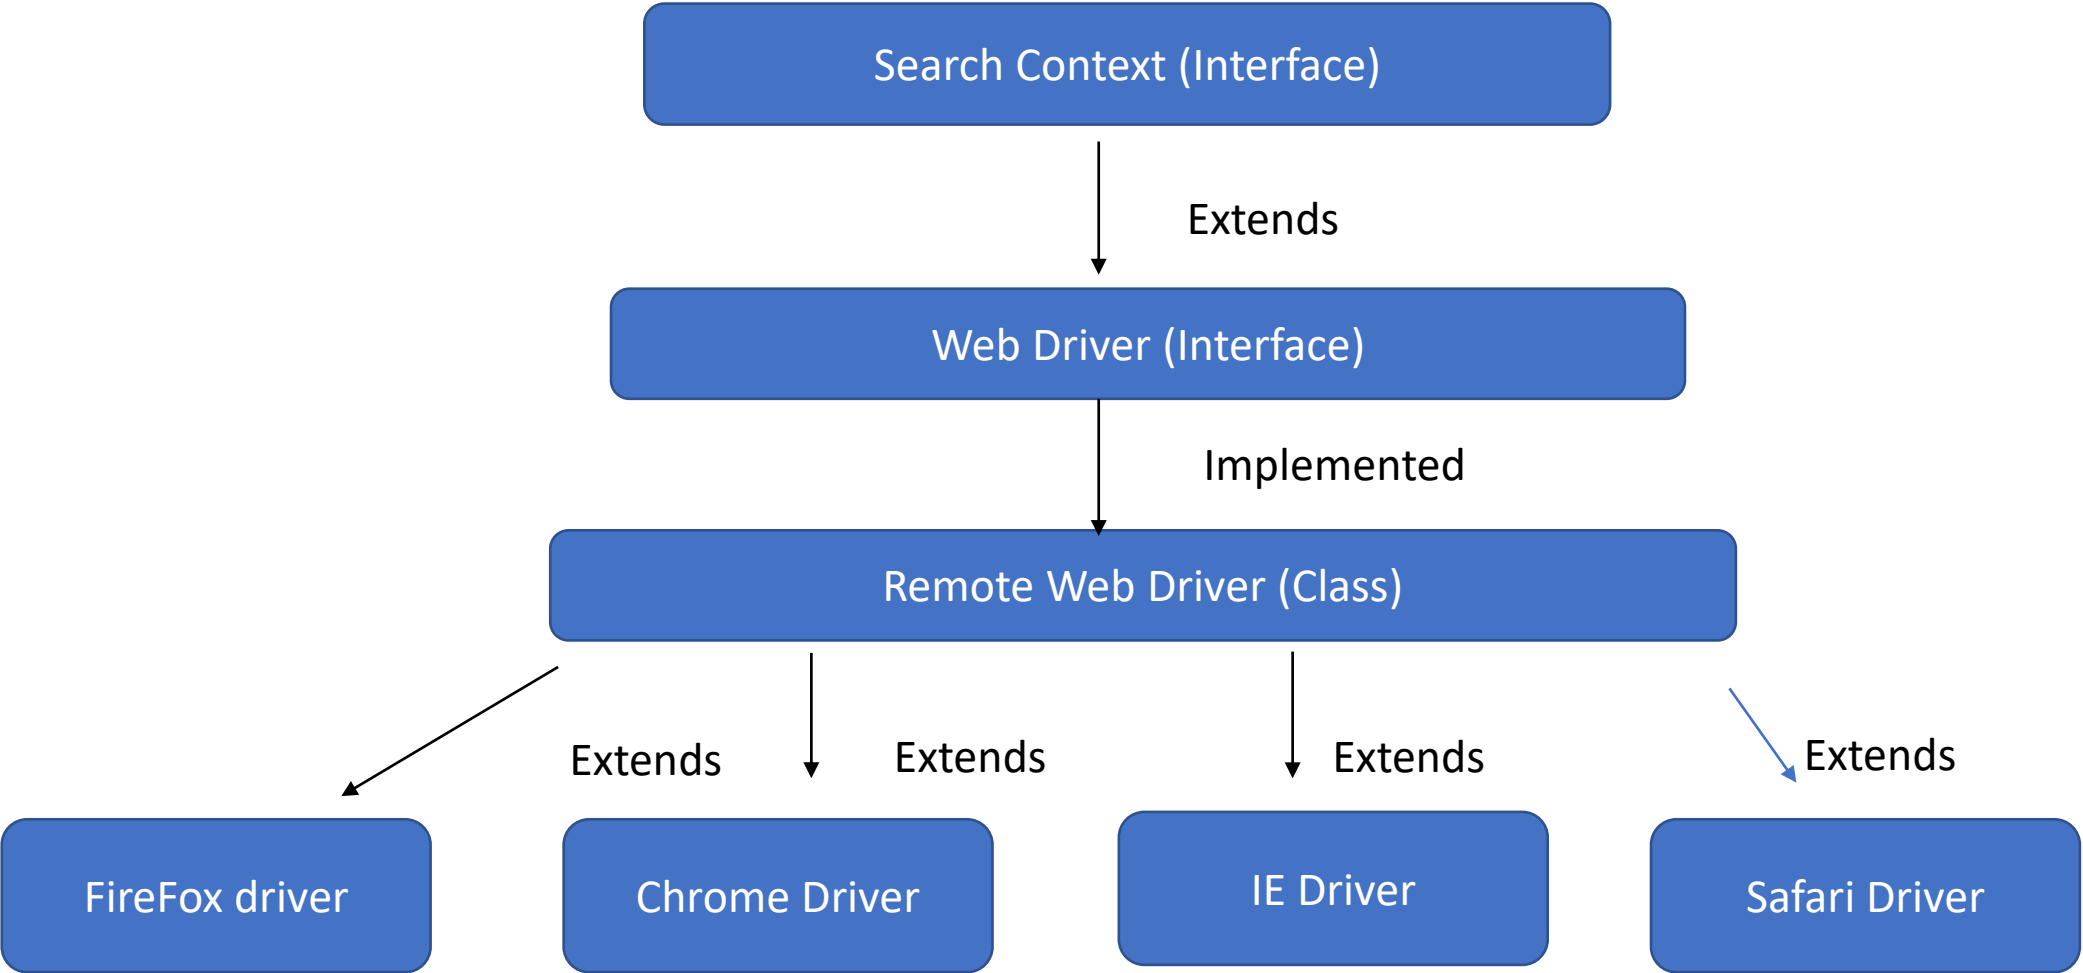 Search Context (Interface)
Extends
Web Driver (Interface)
Implemented
Remote Web Driver (Class)
Extends
Extends
Extends
Extends
FireFox driver
Chrome Driver
IE Driver
Safari Driver